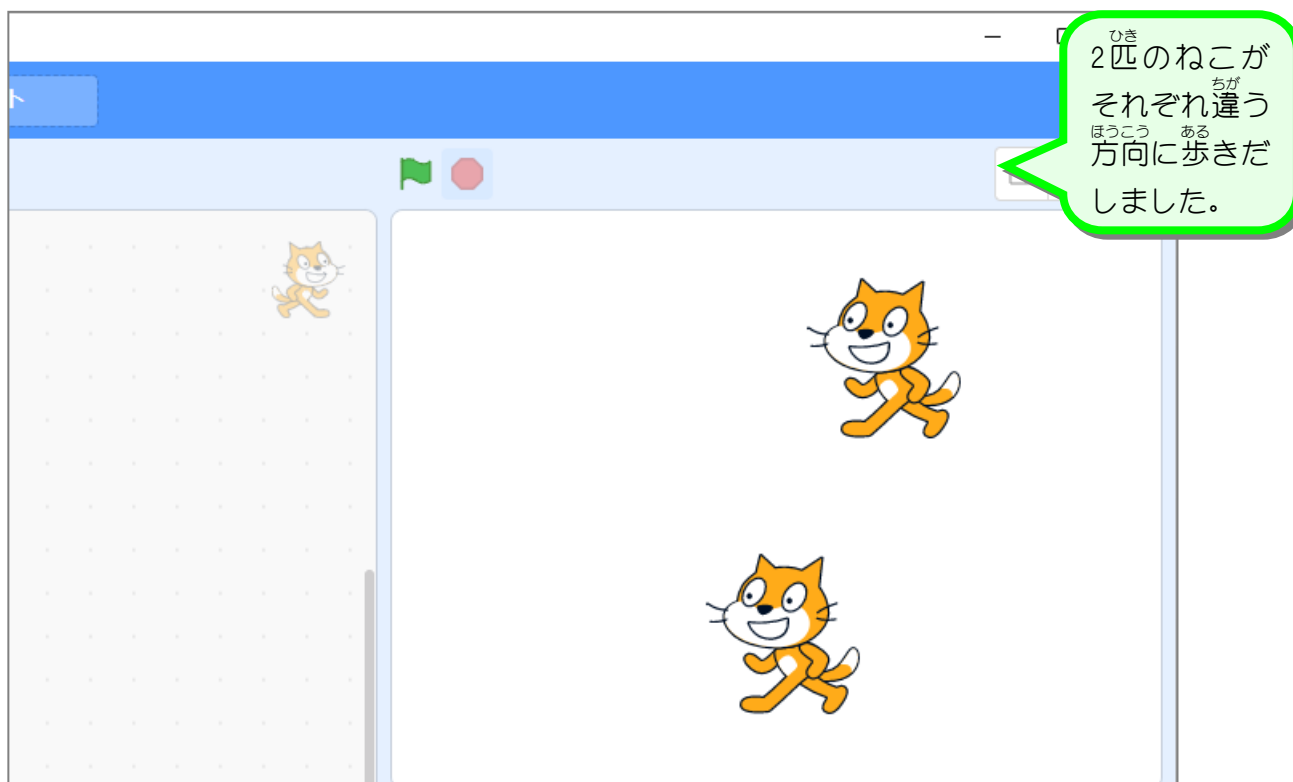 ト
2匹のねこが
それぞれ違う
方向に歩きだ
しました。